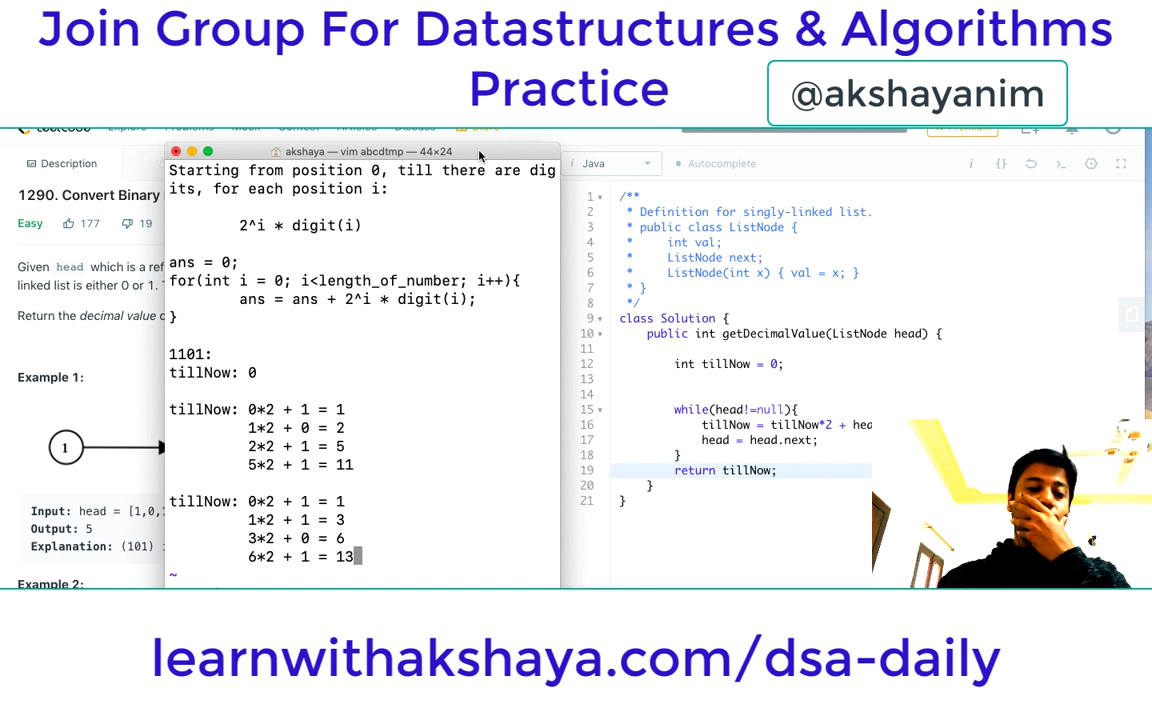 Join Group For Datastructures & Algorithms
Practice
@akshayanim
Description
1290. Convert Binary
Easy
177
19
Given head which is a ref
linked list is either 0 or 1.
Return the decimal value
Example 1:
1
Input: head = [1,0,1
Output: 5
Explanation: (101)
Example 2:
akshaya — vim abcdtmp — 44×24
Starting from position 0, till there are dig
its, for each position i:
2^i * digit(i)
ans = 0;
for(int i = 0; i<length_of_number; i++){
ans = ans + 2^i * digit(i);
}
1101:
tillNow: 0
tillNow: 0*2 + 1 = 1
1*2 + 0 = 2
2*2 + 1 = 5
5*2 + 1 = 11
tillNow: 0*2 + 1 = 1
1*2 + 1 = 3
3*2 + 0 = 6
6*2 + 1 = 13
~
i Java
Autocomplete
i {} >_
1 /**
2 * Definition for singly-linked list.
3 * public class ListNode {
4 * int val;
5 * ListNode next;
6 * ListNode(int x) { val = x; }
7 * }
8 */
9 class Solution {
10 public int getDecimalValue(ListNode head) {
11
12 int tillNow = 0;
13
14
15 while(head!=null){
16 tillNow = tillNow*2 + hea
17 head = head.next;
18 }
19 return tillNow;
20 }
21 }
learnwithakshaya.com/dsa-daily